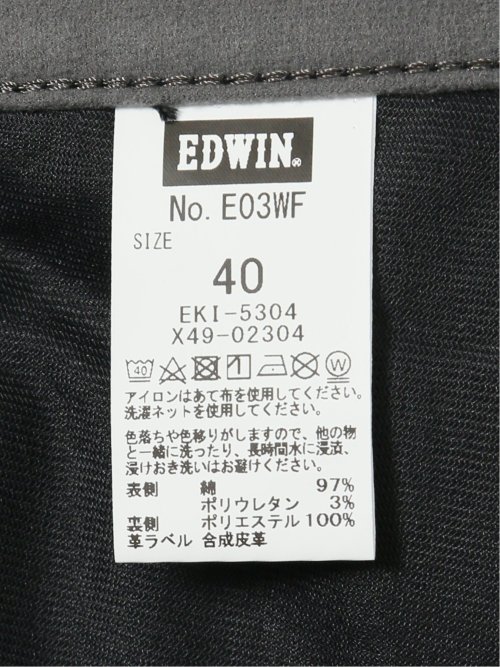 EDWIN®
No. E03WF
SIZE
40
EKI-5304
X49-02304
40 W
アイロンはあて布を使用してください。
洗濯ネットを使用してください。
色落ちや色移りがしますので、他の物
と一緒に洗ったり、長時間水に浸漬、
浸けおき洗いはお避けください。
表側 綿 97%
ポリウレタン 3%
裏側 ポリエステル 100%
革ラベル 合成皮革